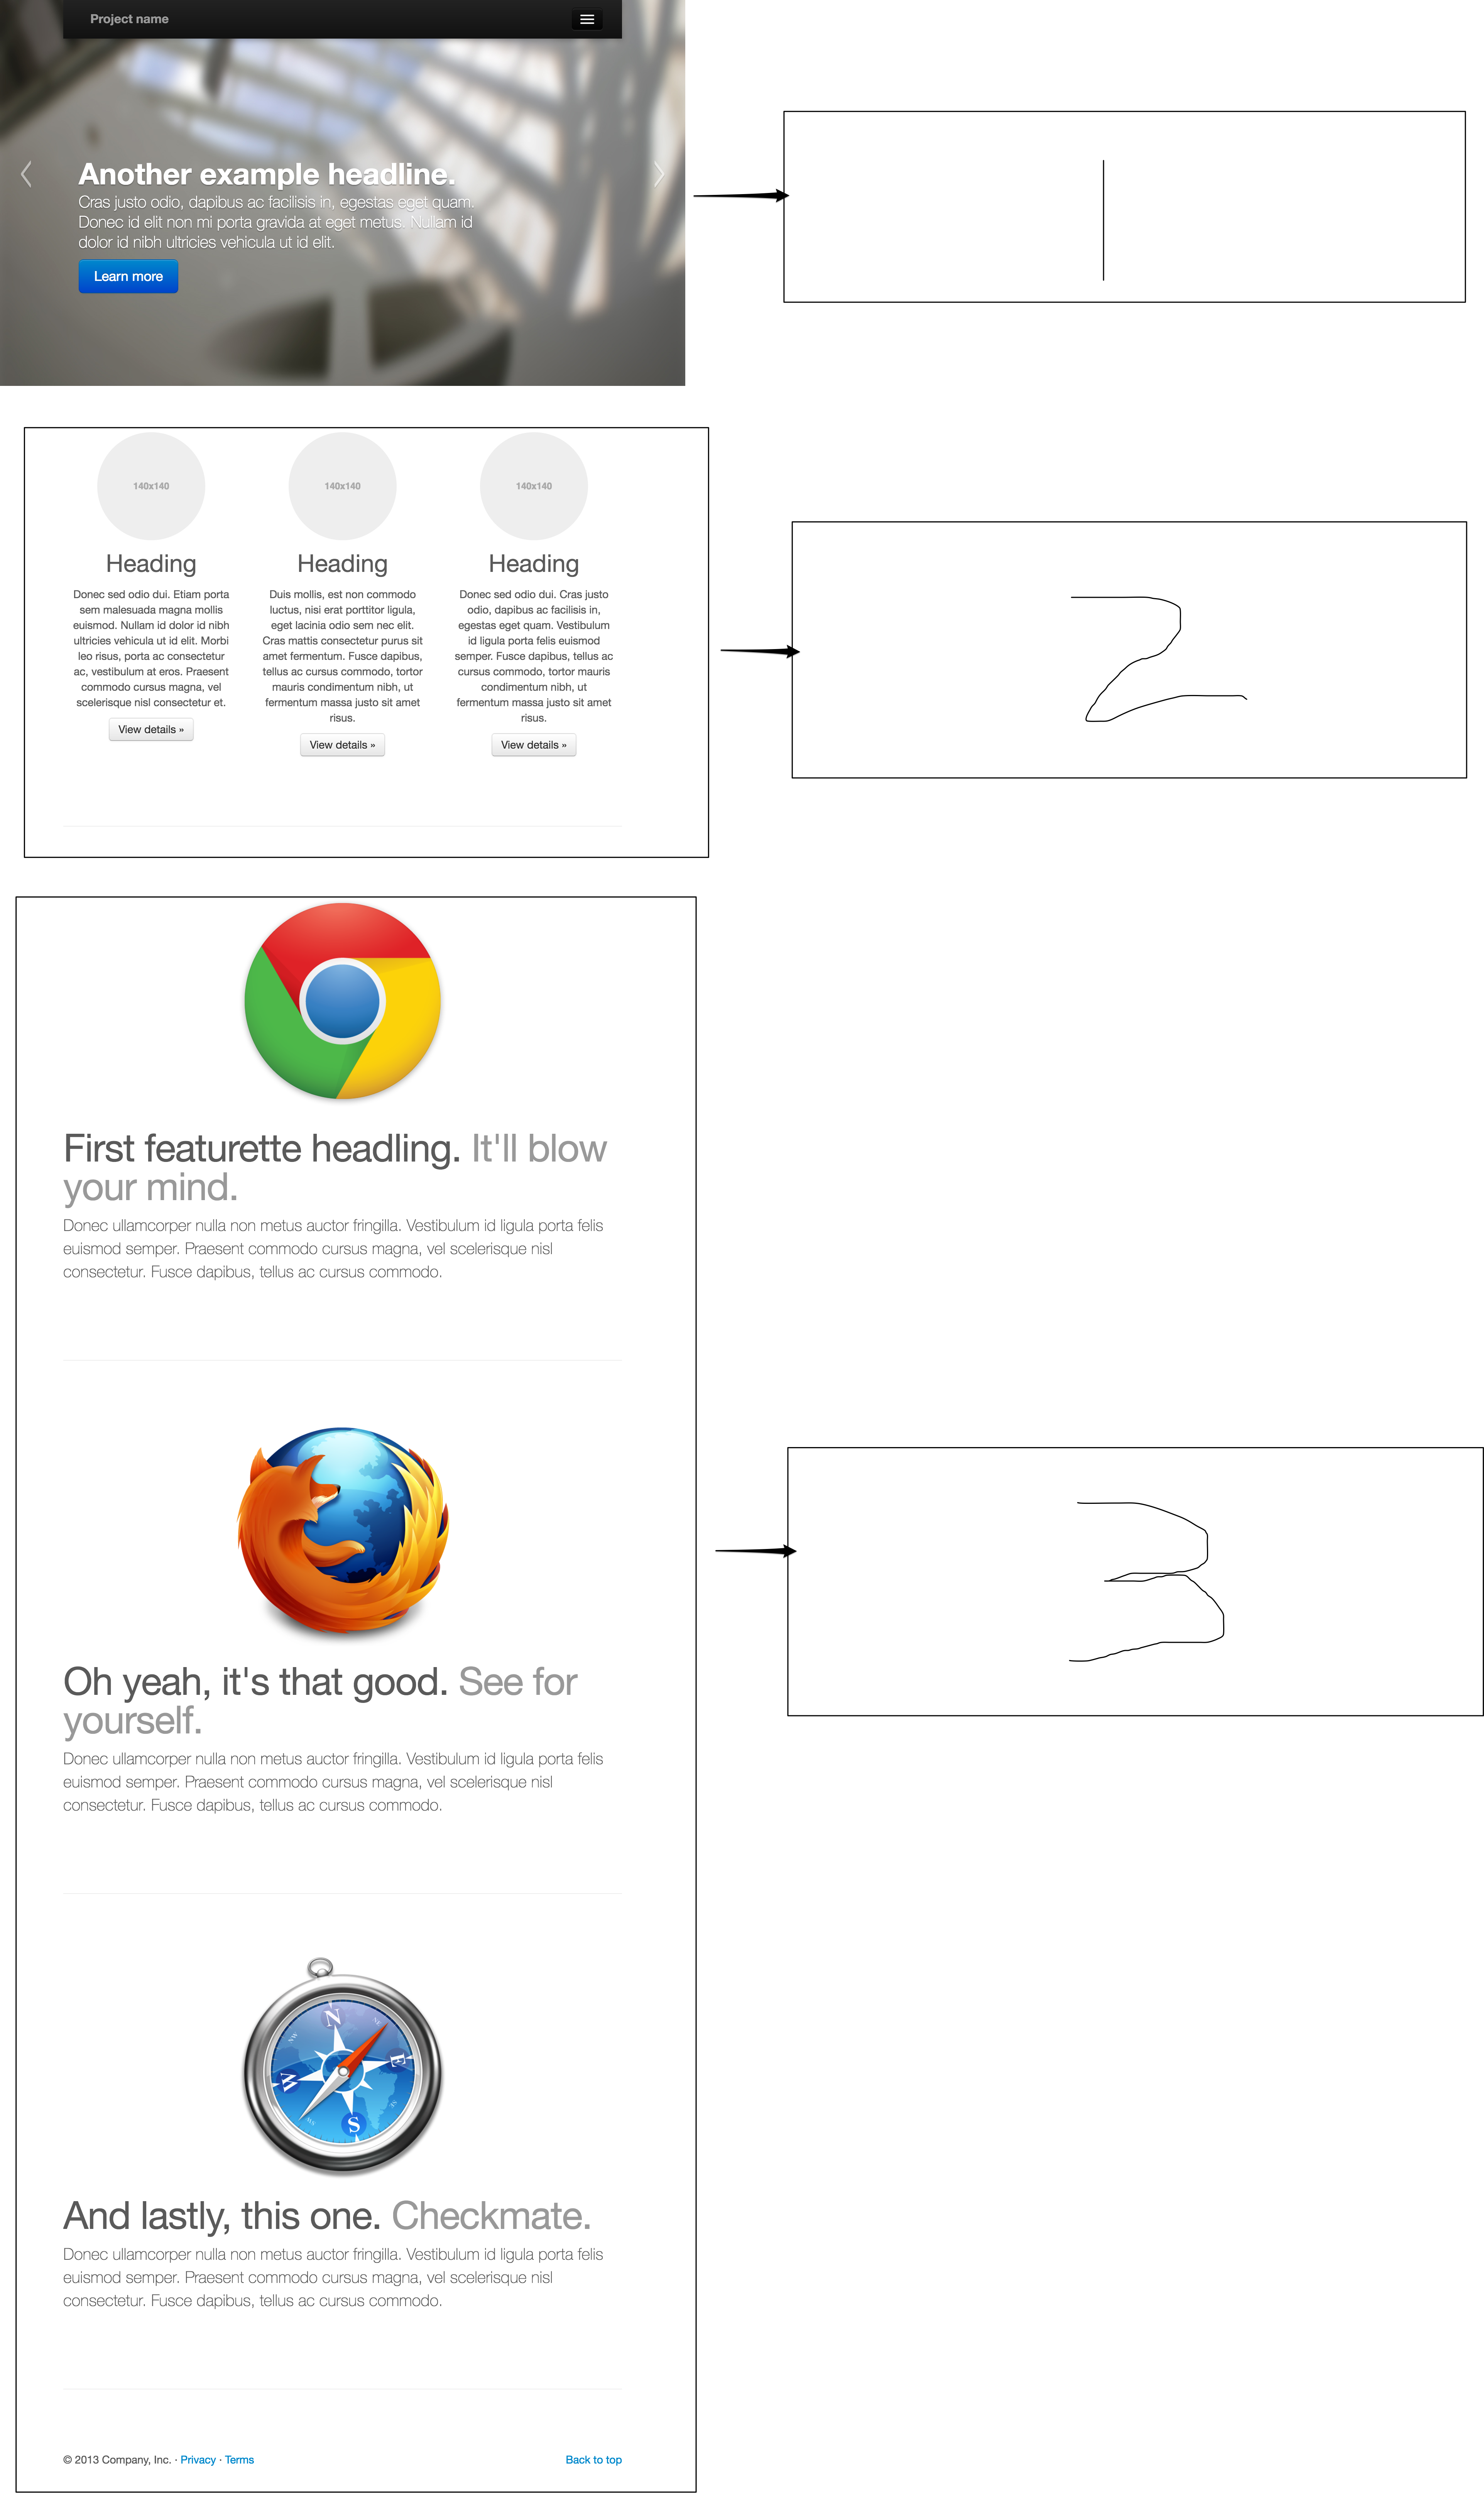 Project name
Another example headline.
Cras justo odio, dapibus ac facilisis in, egestas eget quam.
Donec id elit non mi porta gravida at eget metus. Nullam id
dolor id nibh ultricies vehicula ut id elit.
Learn more
1
140x140
Heading
Donec sed odio dui. Etiam porta
sem malesuada magna mollis
euismod. Nullam id dolor id nibh
ultricies vehicula ut id elit. Morbi
leo risus, porta ac consectetur
ac, vestibulum at eros. Praesent
commodo cursus magna, vel
scelerisque nisl consectetur et.
View details »
140x140
Heading
Duis mollis, est non commodo
luctus, nisi erat porttitor ligula,
eget lacinia odio sem nec elit.
Cras mattis consectetur purus sit
amet fermentum. Fusce dapibus,
tellus ac cursus commodo, tortor
mauris condimentum nibh, ut
fermentum massa justo sit amet
risus.
View details »
140x140
Heading
Donec sed odio dui. Cras justo
odio, dapibus ac facilisis in,
egestas eget quam. Vestibulum
id ligula porta felis euismod
semper. Fusce dapibus, tellus ac
cursus commodo, tortor mauris
condimentum nibh, ut
fermentum massa justo sit amet
risus.
View details »
2
First featurette headling. It'll blow
your mind.
Donec ullamcorper nulla non metus auctor fringilla. Vestibulum id ligula porta felis
euismod semper. Praesent commodo cursus magna, vel scelerisque nisl
consectetur. Fusce dapibus, tellus ac cursus commodo.
3
Oh yeah, it's that good. See for
yourself.
Donec ullamcorper nulla non metus auctor fringilla. Vestibulum id ligula porta felis
euismod semper. Praesent commodo cursus magna, vel scelerisque nisl
consectetur. Fusce dapibus, tellus ac cursus commodo.
N
NE
E
S
SW
W
NW
And lastly, this one. Checkmate.
Donec ullamcorper nulla non metus auctor fringilla. Vestibulum id ligula porta felis
euismod semper. Praesent commodo cursus magna, vel scelerisque nisl
consectetur. Fusce dapibus, tellus ac cursus commodo.
© 2013 Company, Inc. · Privacy · Terms
Back to top